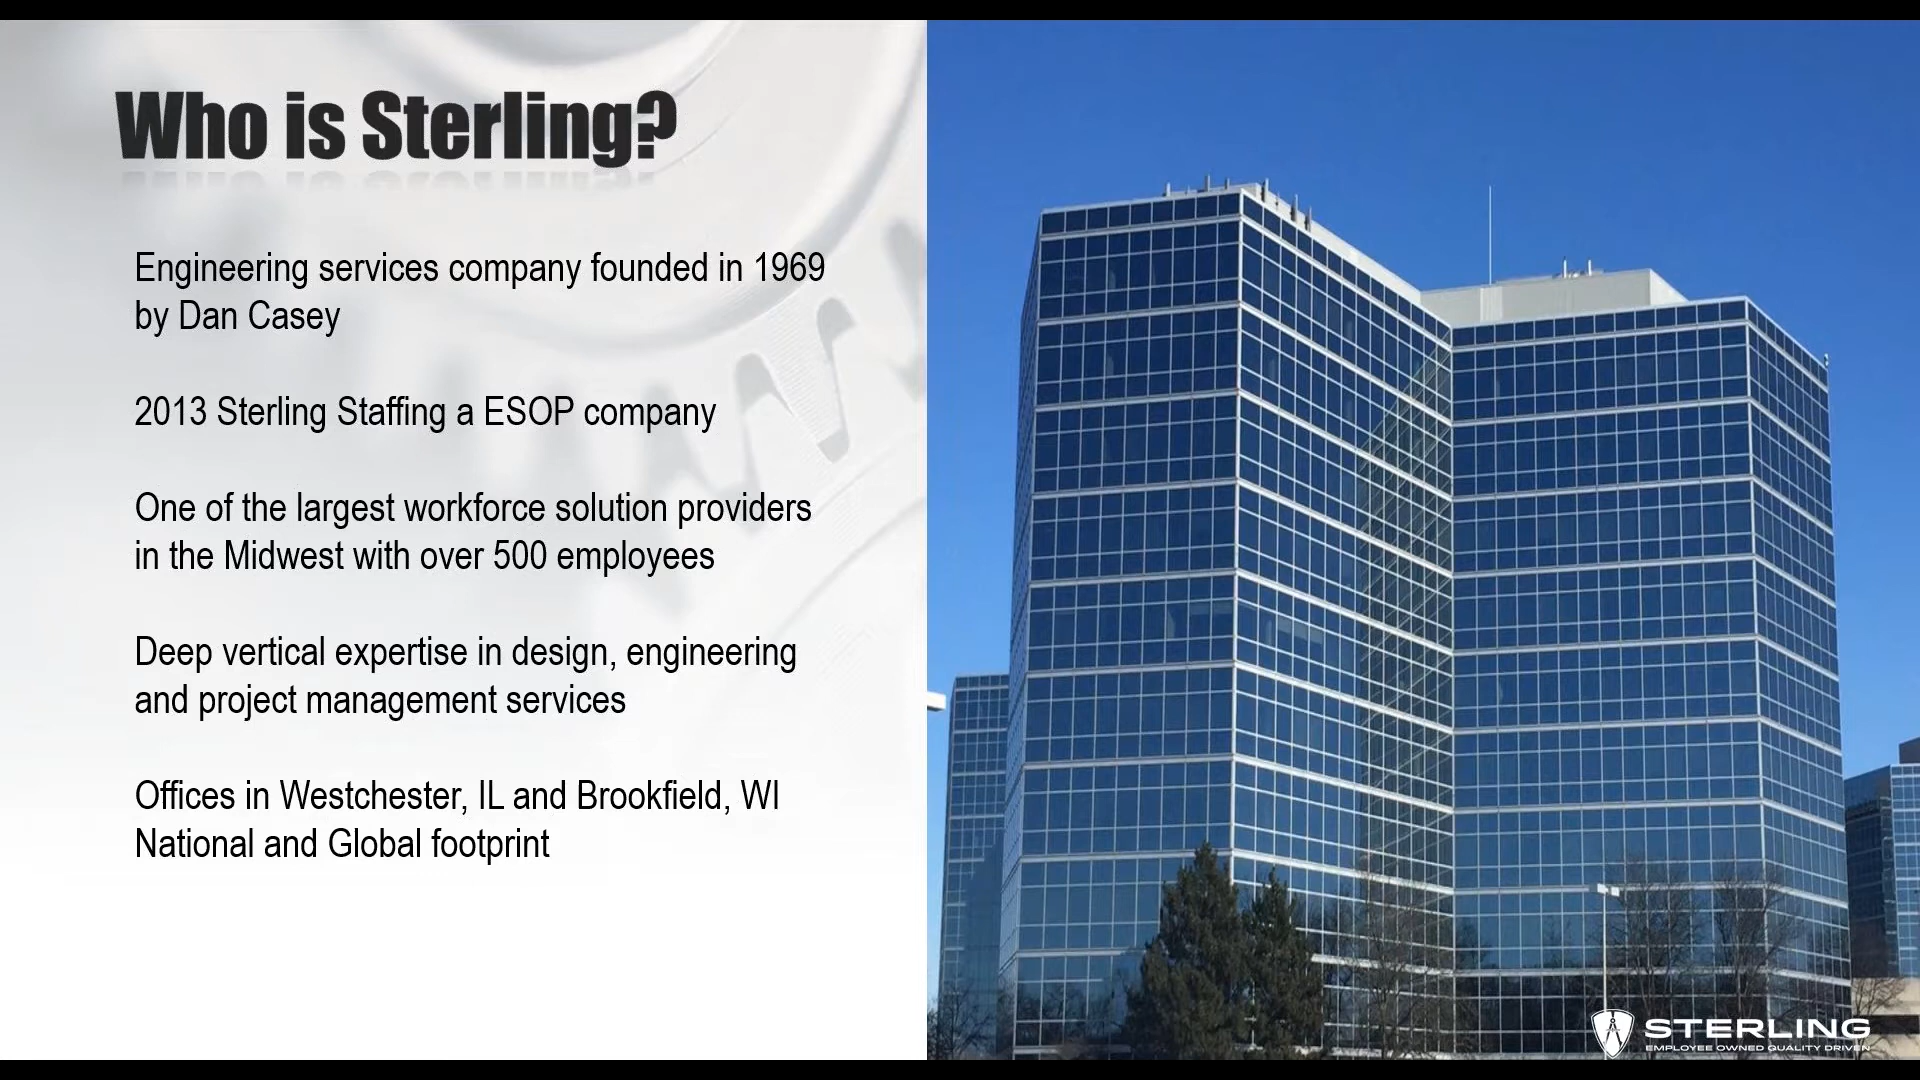 Who is Sterling?
Engineering services company founded in 1969
by Dan Casey
2013 Sterling Staffing a ESOP company
One of the largest workforce solution providers
in the Midwest with over 500 employees
Deep vertical expertise in design, engineering
and project management services
Offices in Westchester, IL and Brookfield, WI
National and Global footprint
STERLING
EMPLOYEE OWNED QUALITY DRIVEN